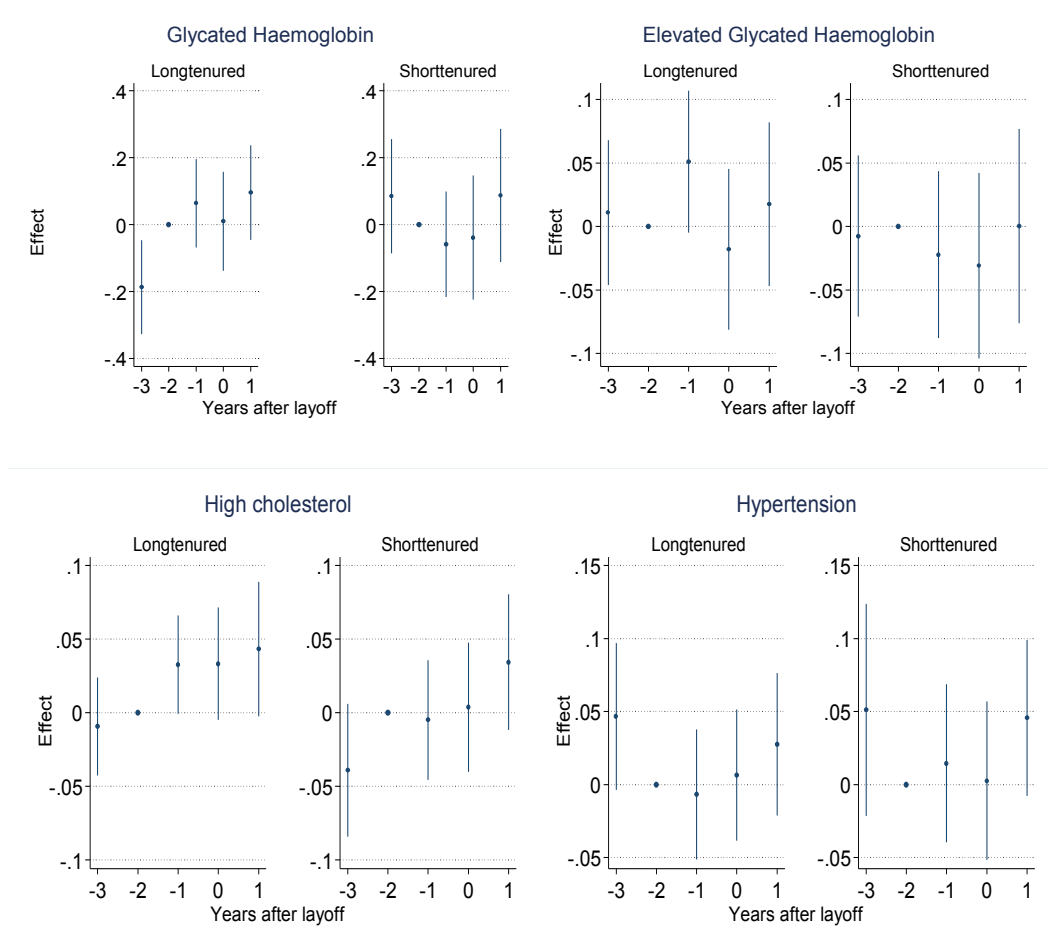 Glycated Haemoglobin
Longtenured Shorttenured
Effect
.4 .2 0 -.2 -.4
.4 .2 0 -.2 -.4
-3 -2 -1 0 1 -3 -2 -1 0 1
Years after layoff
Elevated Glycated Haemoglobin
Longtenured Shorttenured
Effect
.1 .05 0 -.05 -.1
.1 .05 0 -.05 -.1
-3 -2 -1 0 1 -3 -2 -1 0 1
Years after layoff
High cholesterol
Longtenured Shorttenured
Effect
.1 .05 0 -.05 -.1
.1 .05 0 -.05 -.1
-3 -2 -1 0 1 -3 -2 -1 0 1
Years after layoff
Hypertension
Longtenured Shorttenured
Effect
.15 .1 .05 0 -.05
.15 .1 .05 0 -.05
-3 -2 -1 0 1 -3 -2 -1 0 1
Years after layoff